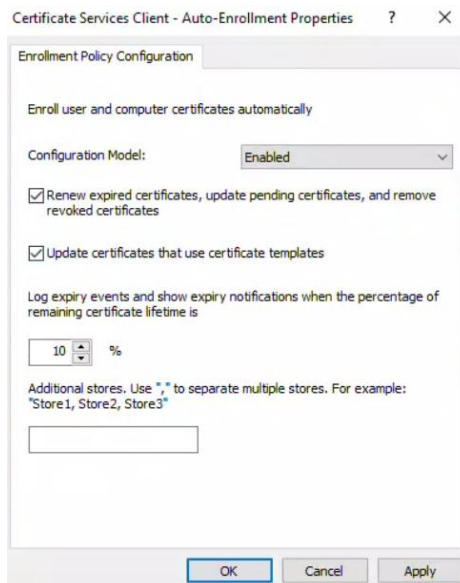 Certificate Services Client - Auto-Enrollment Properties ?
Enrollment Policy Configuration
Enroll user and computer certificates automatically
Configuration Model: Enabled
Renew expired certificates, update pending certificates, and remove
revoked certificates
Update certificates that use certificate templates
Log expiry events and show expiry notifications when the percentage of
remaining certificate lifetime is
10 %
Additional stores. Use "," to separate multiple stores. For example:
"Store1, Store2, Store3"
OK Cancel Apply